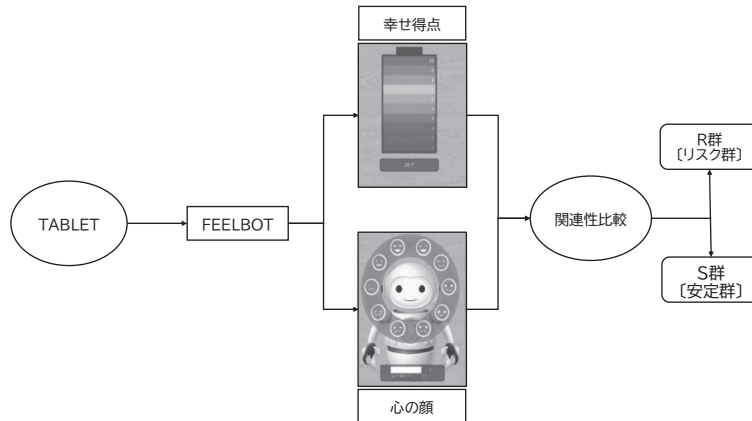 幸せ得点
TABLET
FEELBOT
関連性比較
R群
〔リスク群〕
S群
〔安定群〕
心の顔